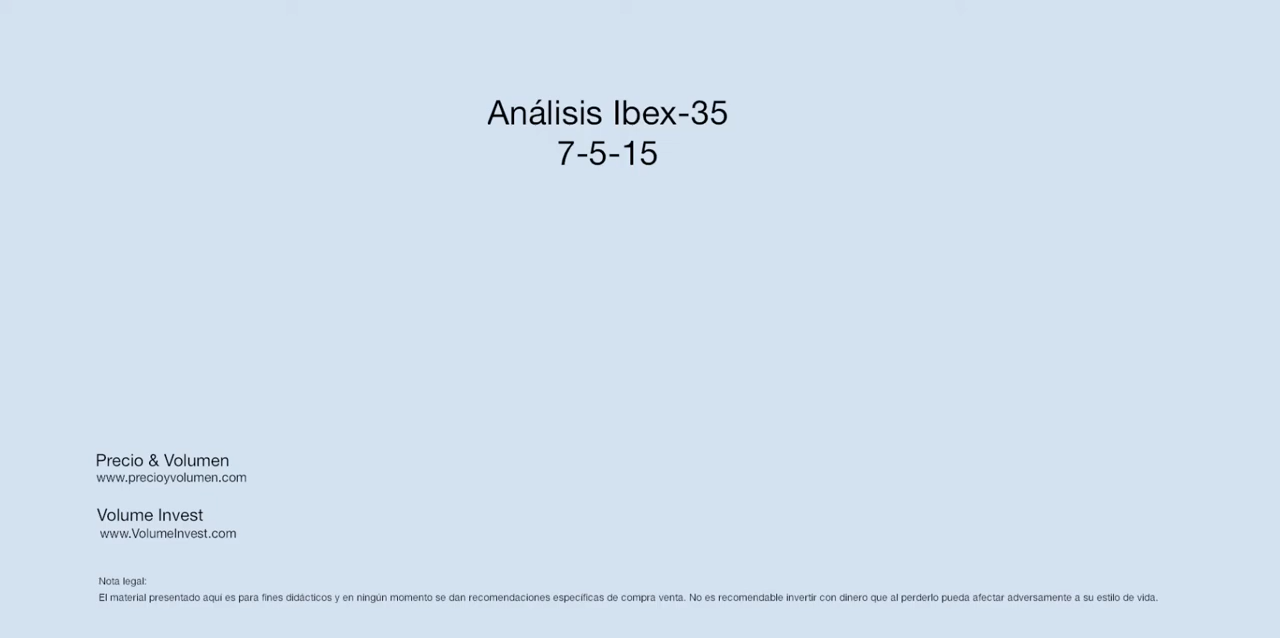 Análisis Ibex-35
7-5-15
Precio & Volumen
www.precioyvolumen.com
Volume Invest
www.VolumeInvest.com
Nota legal:
El material presentado aquí es para fines didácticos y en ningún momento se dan recomendaciones específicas de compra venta. No es recomendable invertir con dinero que al perderlo pueda afectar adversamente a su estilo de vida.